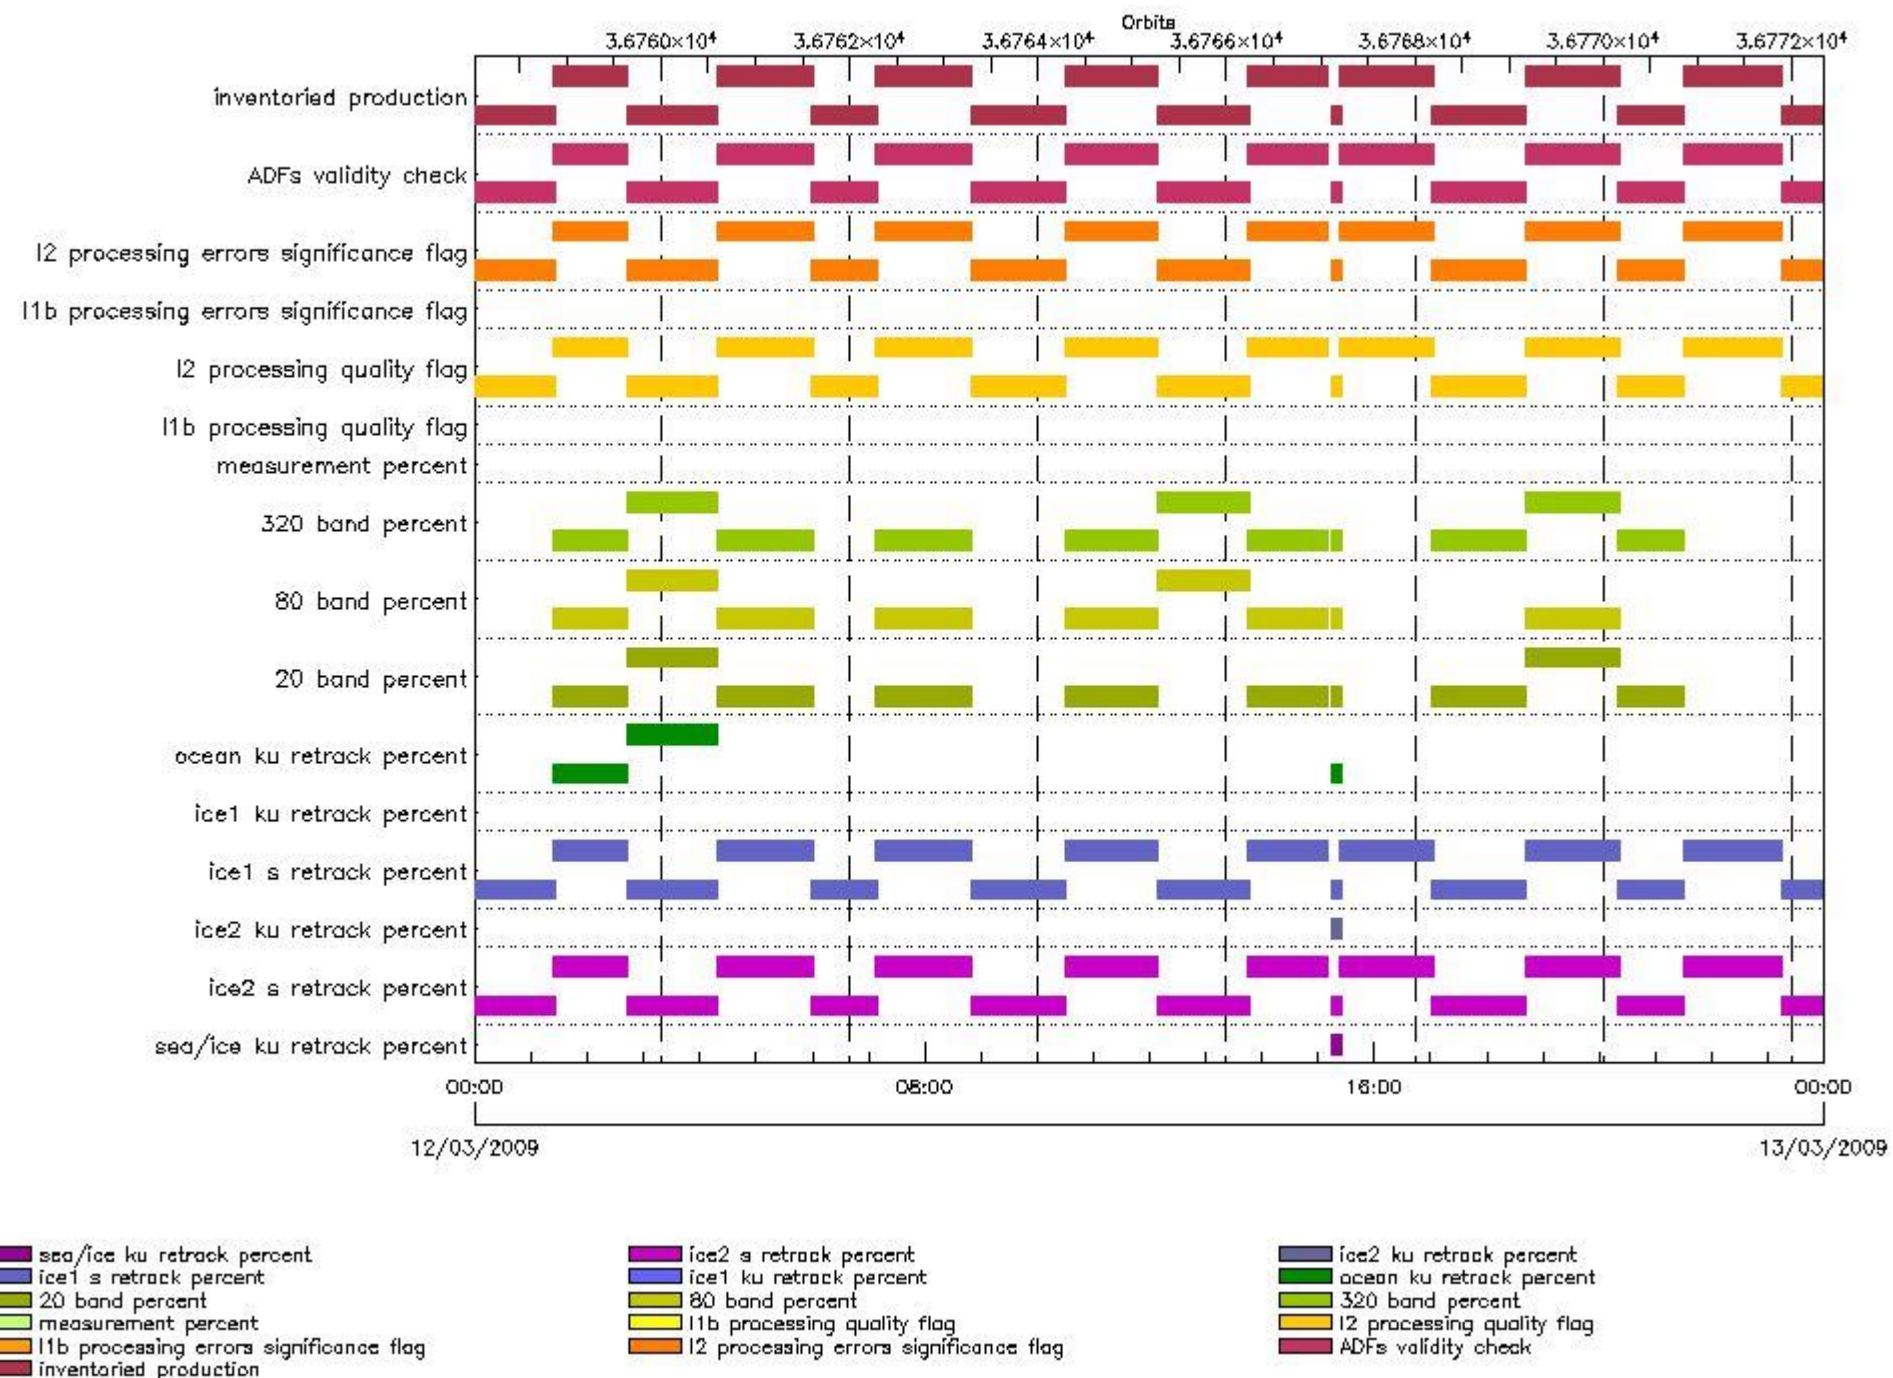 Orbits
3.6760×10⁴ 3.6762×10⁴ 3.6764×10⁴ 3.6766×10⁴ 3.6768×10⁴ 3.6770×10⁴ 3.6772×10⁴
inventoried production
ADFs validity check
l2 processing errors significance flag
l1b processing errors significance flag
l2 processing quality flag
l1b processing quality flag
measurement percent
320 band percent
80 band percent
20 band percent
ocean ku retrack percent
ice1 ku retrack percent
ice1 s retrack percent
ice2 ku retrack percent
ice2 s retrack percent
sea/ice ku retrack percent
00:00 08:00 16:00 00:00
12/03/2009 13/03/2009
sea/ice ku retrack percent ice2 s retrack percent ice2 ku retrack percent
ice1 s retrack percent ice1 ku retrack percent ocean ku retrack percent
20 band percent 80 band percent 320 band percent
measurement percent l1b processing quality flag l2 processing quality flag
l1b processing errors significance flag l2 processing errors significance flag ADFs validity check
inventoried production